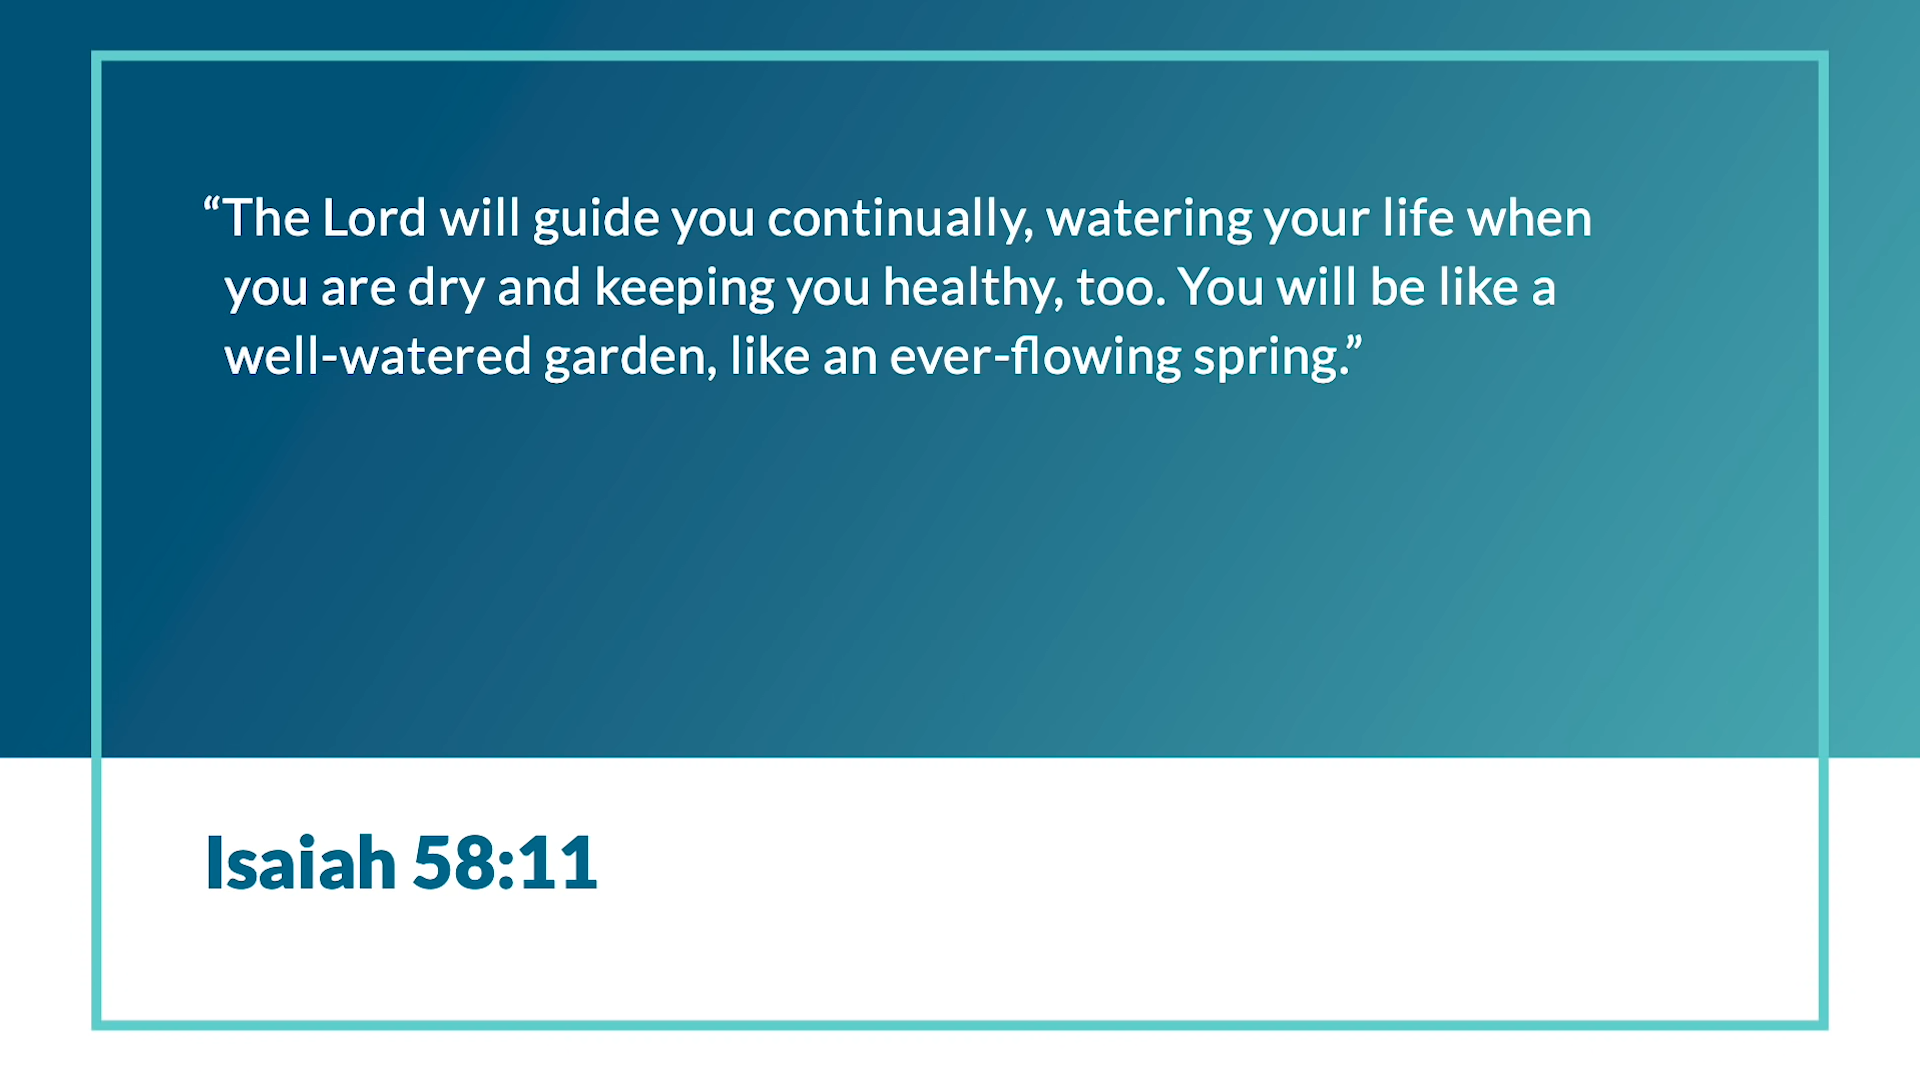 “The Lord will guide you continually, watering your life when
you are dry and keeping you healthy, too. You will be like a
well-watered garden, like an ever-flowing spring.”
Isaiah 58:11